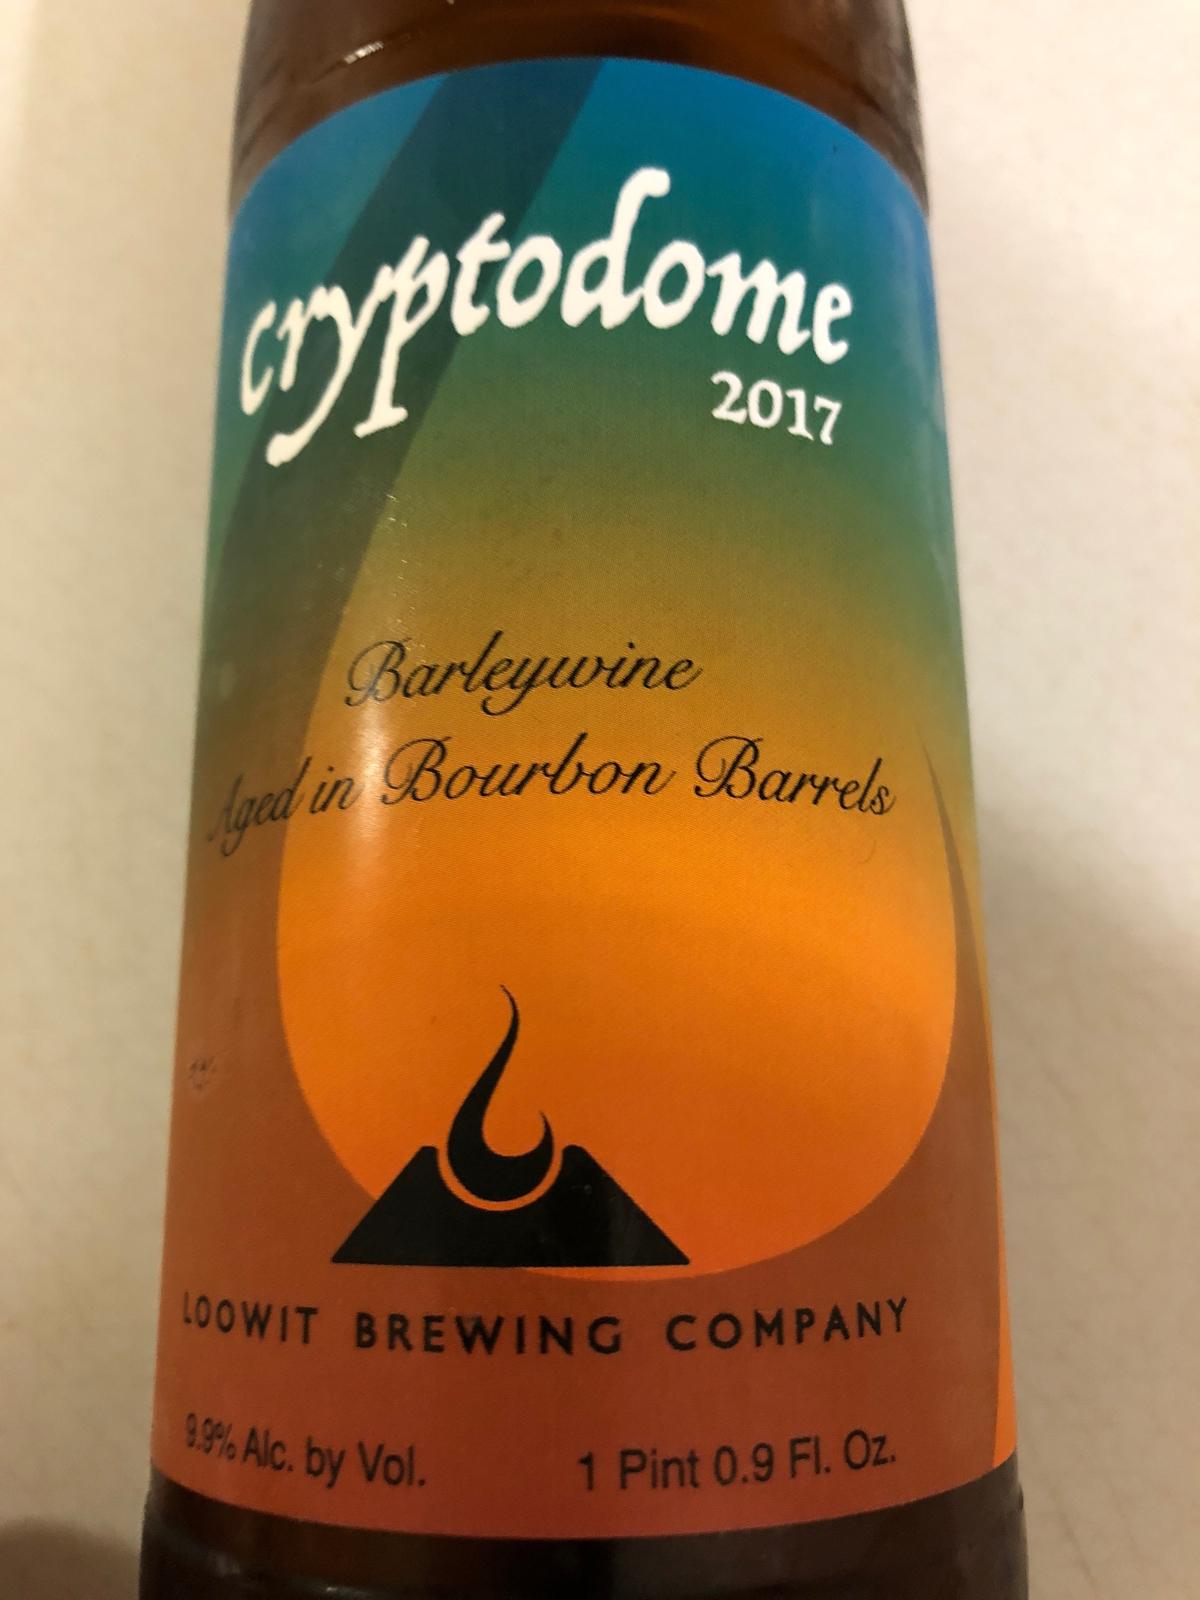 cryptodome
2017
Barleywine
Aged in Bourbon Barrels
LOOWIT BREWING COMPANY
9.9% Alc. by Vol.
1 Pint 0.9 Fl. Oz.